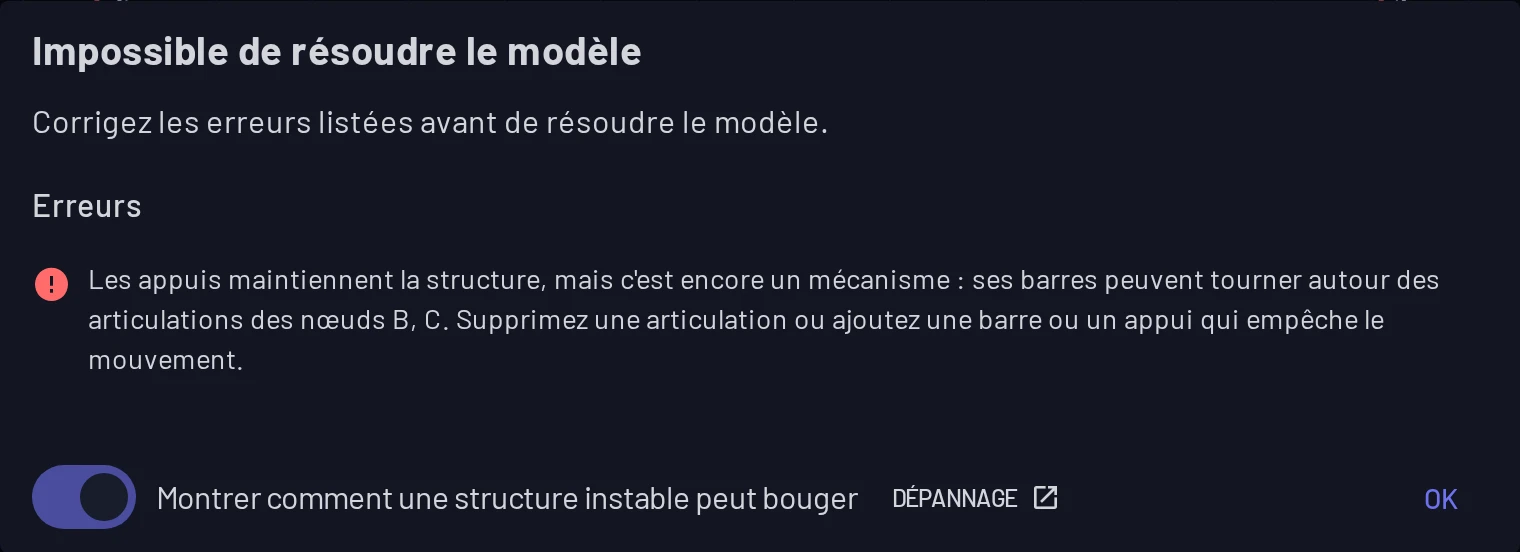 Impossible de résoudre le modèle
Corrigez les erreurs listées avant de résoudre le modèle.
Erreurs
Les appuis maintiennent la structure, mais c'est encore un mécanisme : ses barres peuvent tourner autour des
articulations des nœuds B, C. Supprimez une articulation ou ajoutez une barre ou un appui qui empêche le
mouvement.
Montrer comment une structure instable peut bouger DÉPANNAGE OK